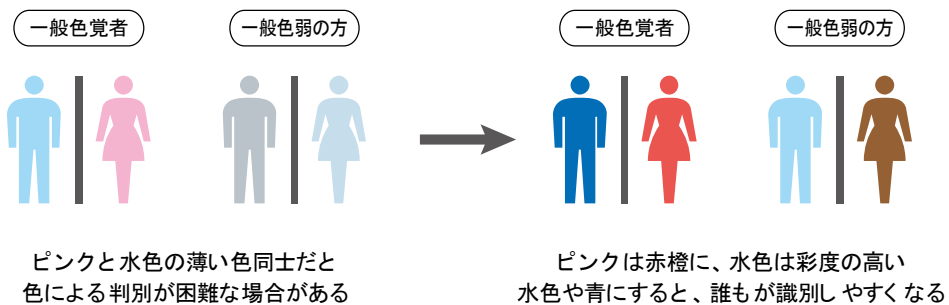 一般色覚者
一般色弱の方
一般色覚者
一般色弱の方
ピンクと水色の薄い色同士だと
色による判別が困難な場合がある
ピンクは赤橙に、水色は彩度の高い
水色や青にすると、誰もが識別しやすくなる